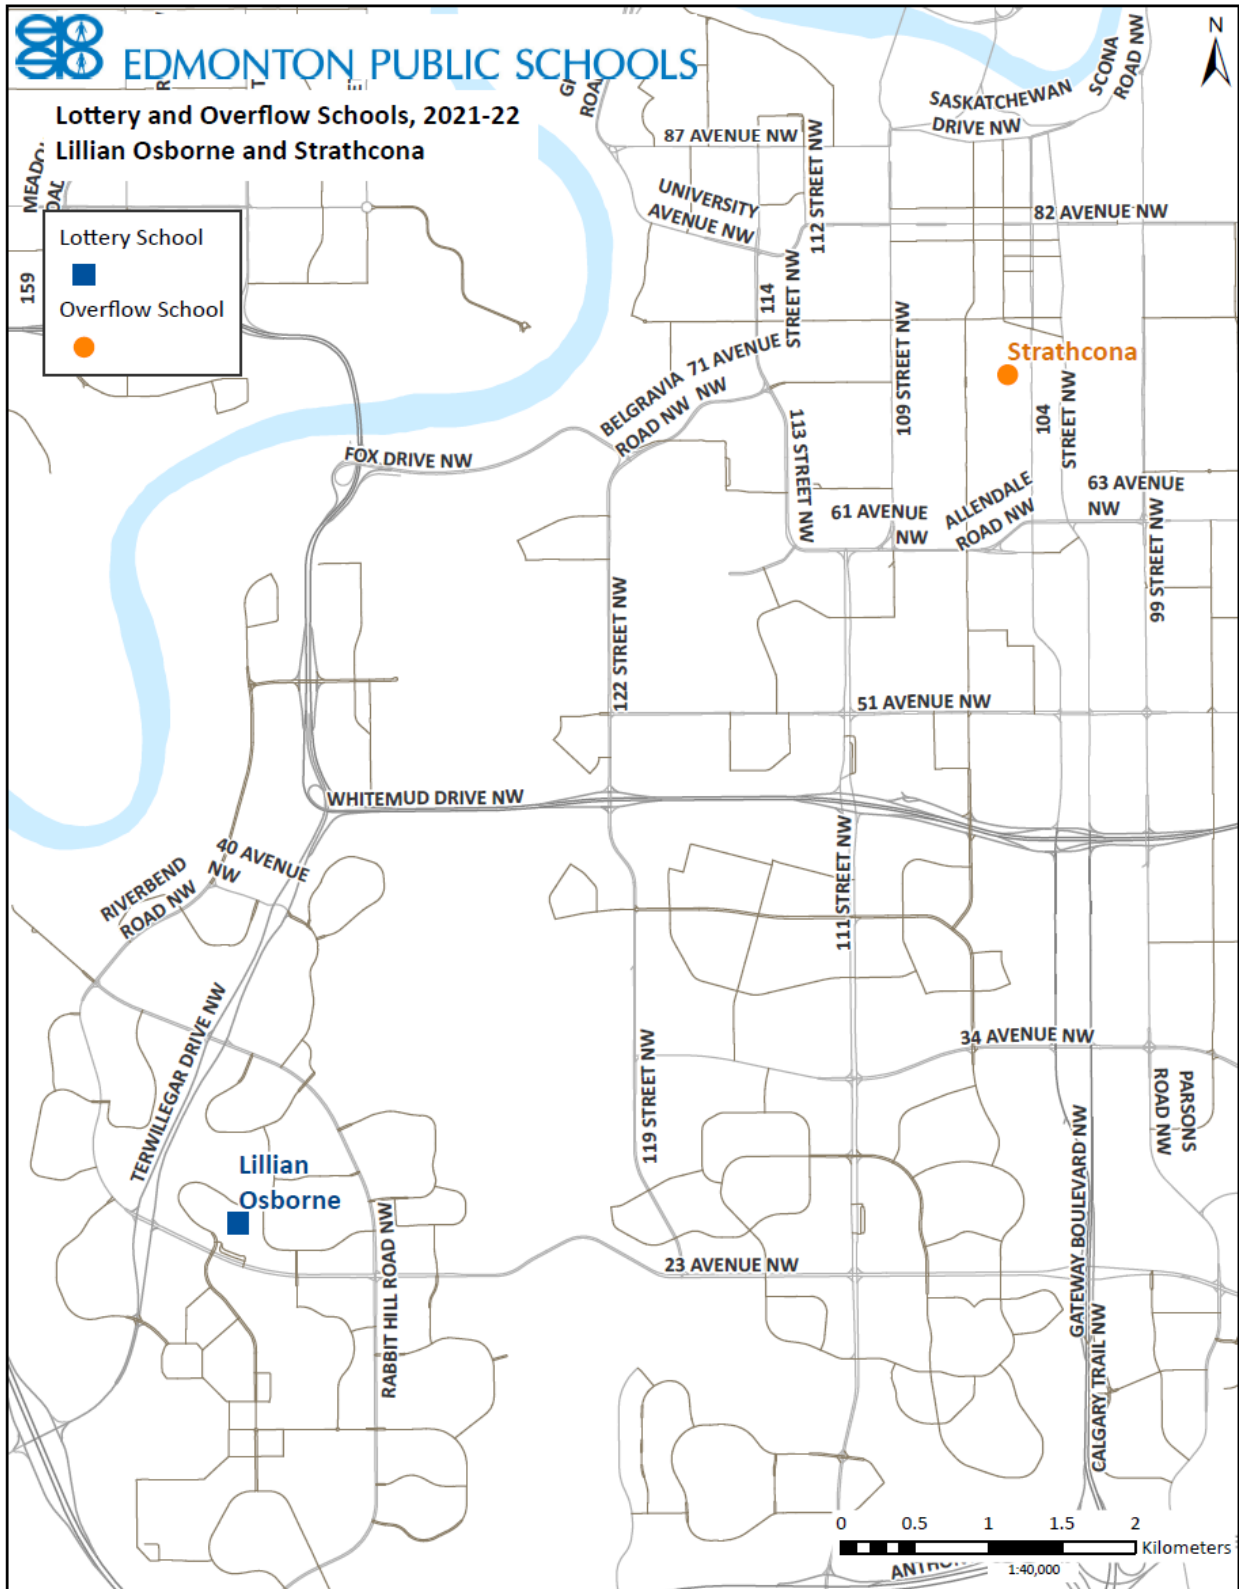 EDMONTON PUBLIC SCHOOLS
N
Lottery and Overflow Schools, 2021-22
Lillian Osborne and Strathcona
Lottery School
Overflow School
159
87 AVENUE NW
112 STREET NW
UNIVERSITY
AVENUE NW
SASKATCHEWAN
DRIVE NW
SCONA
ROAD NW
82 AVENUE NW
114
STREET NW
109 STREET NW
Strathcona
BELGRAVIA
ROAD NW
71 AVENUE
NW
104
STREET NW
113 STREET NW
FOX DRIVE NW
61 AVENUE
NW
ALLENDALE
ROAD NW
63 AVENUE
NW
99 STREET NW
122 STREET NW
51 AVENUE NW
WHITEMUD DRIVE NW
40 AVENUE
NW
RIVERBEND
ROAD NW
111 STREET NW
TERWILLEGAR DRIVE NW
34 AVENUE NW
119 STREET NW
PARSONS
ROAD NW
Lillian
Osborne
RABBIT HILL ROAD NW
23 AVENUE NW
GATEWAY BOULEVARD NW
CALGARY TRAIL NW
0 0.5 1 1.5 2
Kilometers
1:40,000